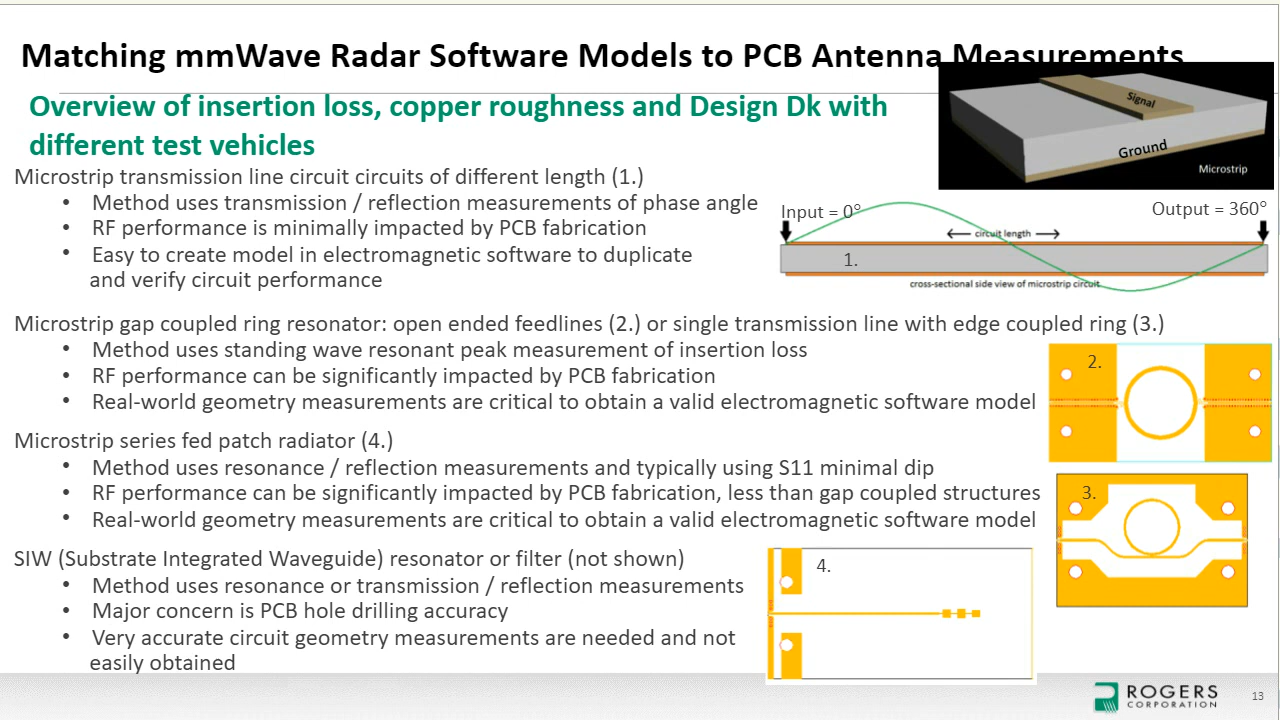 Matching mmWave Radar Software Models to PCB Antenna Measurements
Overview of insertion loss, copper roughness and Design Dk with
different test vehicles
Signal
Ground
Microstrip
Microstrip transmission line circuit circuits of different length (1.)
• Method uses transmission / reflection measurements of phase angle
• RF performance is minimally impacted by PCB fabrication
• Easy to create model in electromagnetic software to duplicate
and verify circuit performance
Input = 0°
Output = 360°
circuit length
1.
cross-sectional side view of microstrip circuit
Microstrip gap coupled ring resonator: open ended feedlines (2.) or single transmission line with edge coupled ring (3.)
• Method uses standing wave resonant peak measurement of insertion loss
• RF performance can be significantly impacted by PCB fabrication
• Real-world geometry measurements are critical to obtain a valid electromagnetic software model
2.
Microstrip series fed patch radiator (4.)
• Method uses resonance / reflection measurements and typically using S11 minimal dip
• RF performance can be significantly impacted by PCB fabrication, less than gap coupled structures
• Real-world geometry measurements are critical to obtain a valid electromagnetic software model
3.
SIW (Substrate Integrated Waveguide) resonator or filter (not shown)
• Method uses resonance or transmission / reflection measurements
• Major concern is PCB hole drilling accuracy
• Very accurate circuit geometry measurements are needed and not
easily obtained
4.
ROGERS
CORPORATION
13